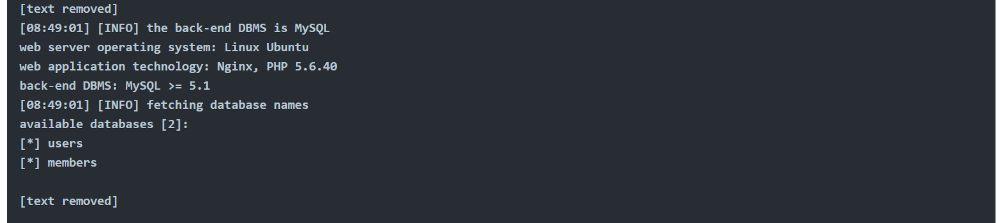 [text removed]
[08:49:01] [INFO] the back-end DBMS is MySQL
web server operating system: Linux Ubuntu
web application technology: Nginx, PHP 5.6.40
back-end DBMS: MySQL >= 5.1
[08:49:01] [INFO] fetching database names
available databases [2]:
[*] users
[*] members
[text removed]